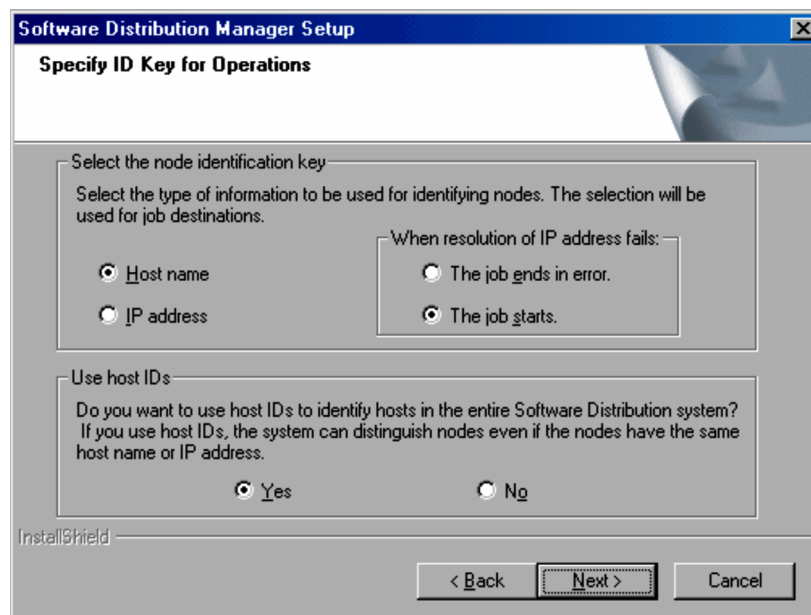 Software Distribution Manager Setup
Specify ID Key for Operations
Select the node identification key
Select the type of information to be used for identifying nodes. The selection will be
used for job destinations.
When resolution of IP address fails:
Host name
The job ends in error.
IP address
The job starts.
Use host IDs
Do you want to use host IDs to identify hosts in the entire Software Distribution system?
If you use host IDs, the system can distinguish nodes even if the nodes have the same
host name or IP address.
Yes
No
InstallShield
< Back
Next >
Cancel